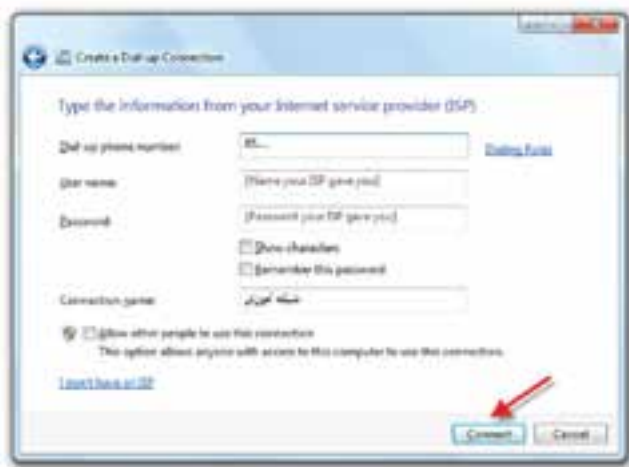 Create a Dial-up Connection
Type the information from your Internet service provider (ISP)
Dial-up phone number:
Dialing Rules
User name:
[Name your ISP gave you]
Password:
[Password your ISP gave you]
Show characters
Remember this password
Connection name:
شبکه آموزش
Allow other people to use this connection
This option allows anyone with access to this computer to use this connection.
I don't have an ISP
Connect
Cancel